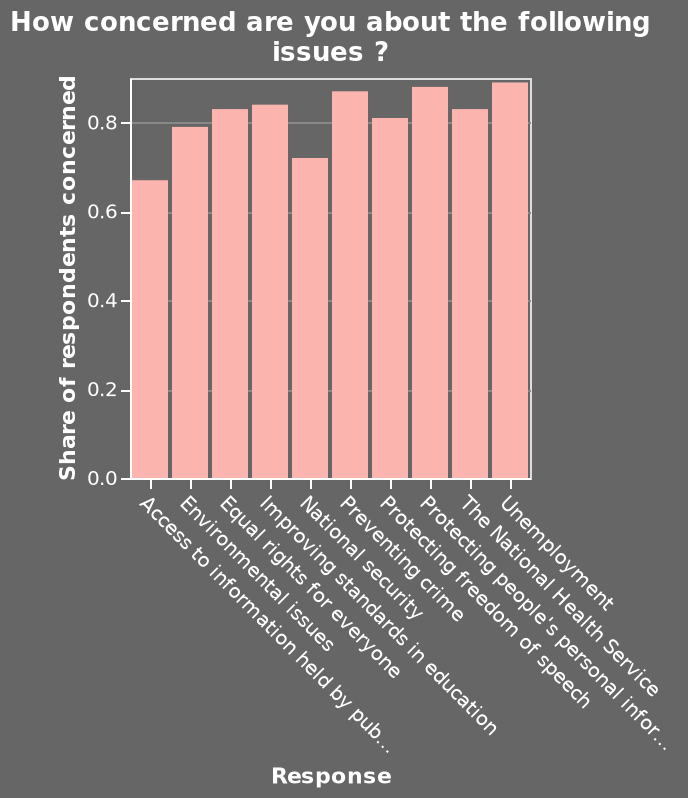 How concerned are you about the following
issues ?
Share of respondents concerned
0.8
0.6
0.4
0.2
0.0
Access to information held by pub…
Environmental issues
Equal rights for everyone
Improving standards in education
National security
Preventing crime
Protecting freedom of speech
Protecting people's personal infor…
The National Health Service
Unemployment
Response